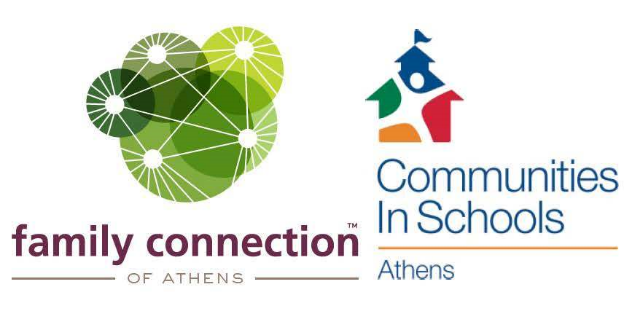 family connection™
OF ATHENS
Communities
In Schools
Athens